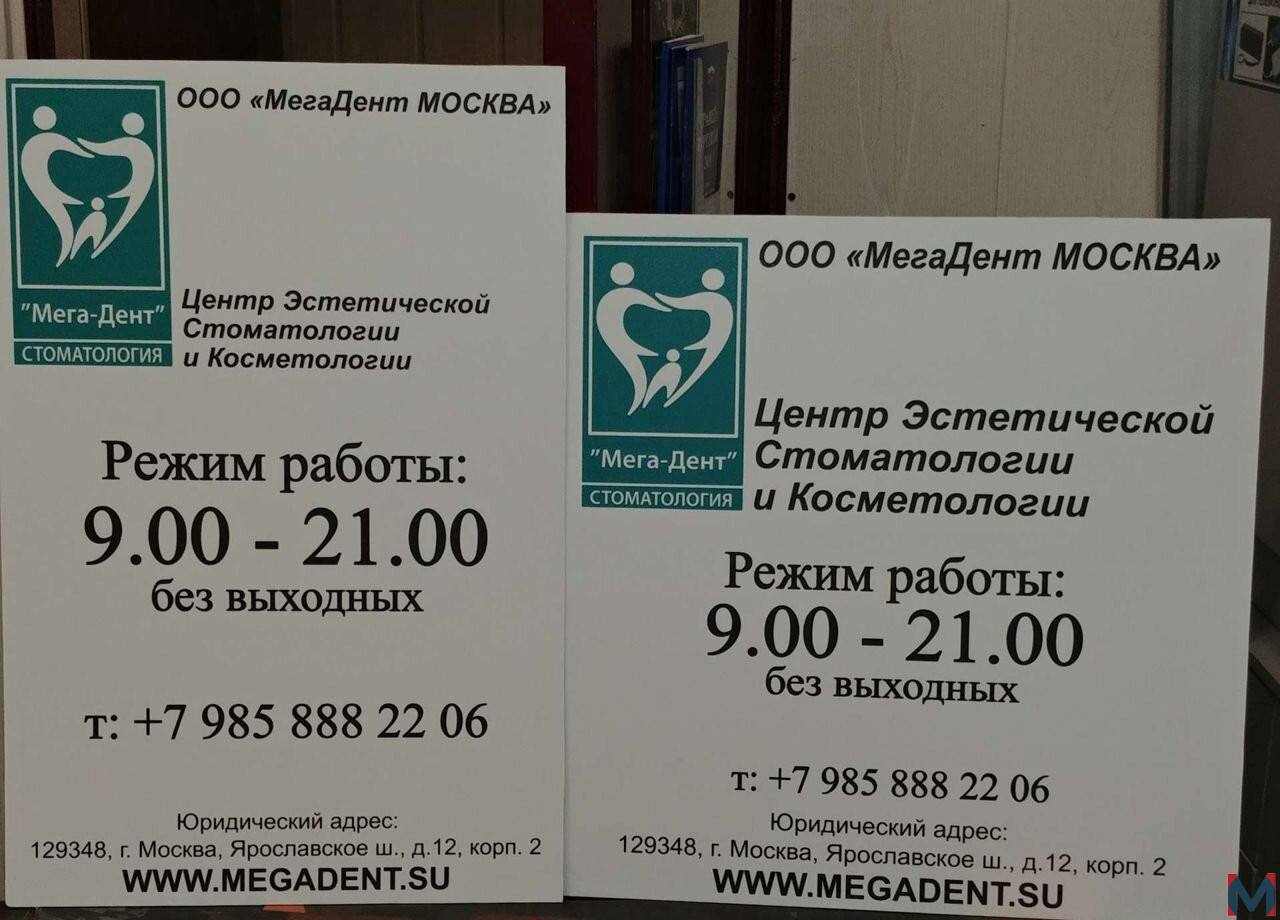 ООО «МегаДент МОСКВА»
"Мега-Дент"
СТОМАТОЛОГИЯ
Центр Эстетической
Стоматологии
и Косметологии
Режим работы:
9.00 - 21.00
без выходных
т: +7 985 888 22 06
Юридический адрес:
129348, г. Москва, Ярославское ш., д.12, корп. 2
WWW.MEGADENT.SU
ООО «МегаДент МОСКВА»
"Мега-Дент"
СТОМАТОЛОГИЯ
Центр Эстетической
Стоматологии
и Косметологии
Режим работы:
9.00 - 21.00
без выходных
т: +7 985 888 22 06
Юридический адрес:
129348, г. Москва, Ярославское ш., д.12, корп. 2
WWW.MEGADENT.SU
M